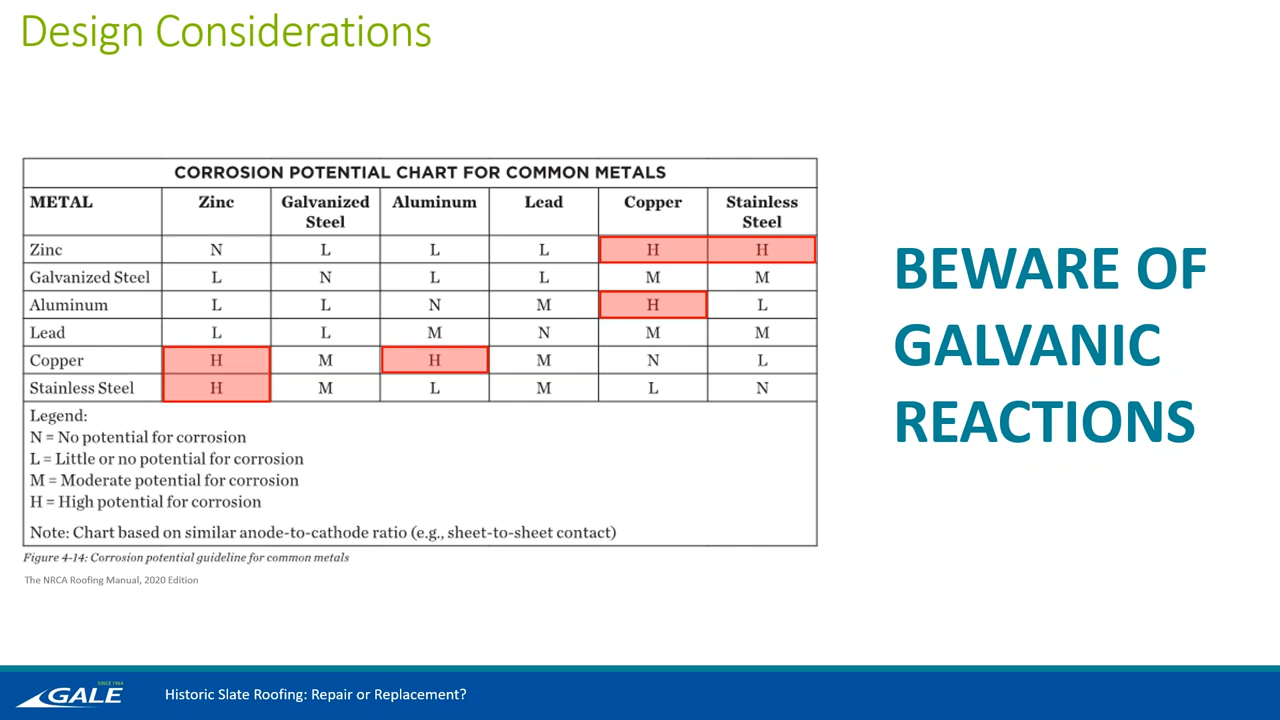 Design Considerations
CORROSION POTENTIAL CHART FOR COMMON METALS
METAL Zinc Galvanized Steel Aluminum Lead Copper Stainless Steel
Zinc N L L L H H
Galvanized Steel L N L L M M
Aluminum L L N M H L
Lead L L M N M M
Copper H M H M N L
Stainless Steel H M L M L N
Legend:
N = No potential for corrosion
L = Little or no potential for corrosion
M = Moderate potential for corrosion
H = High potential for corrosion
Note: Chart based on similar anode-to-cathode ratio (e.g., sheet-to-sheet contact)
Figure 4-14: Corrosion potential guideline for common metals
The NRCA Roofing Manual, 2020 Edition
BEWARE OF
GALVANIC
REACTIONS
SINCE 1964
GALE
Historic Slate Roofing: Repair or Replacement?